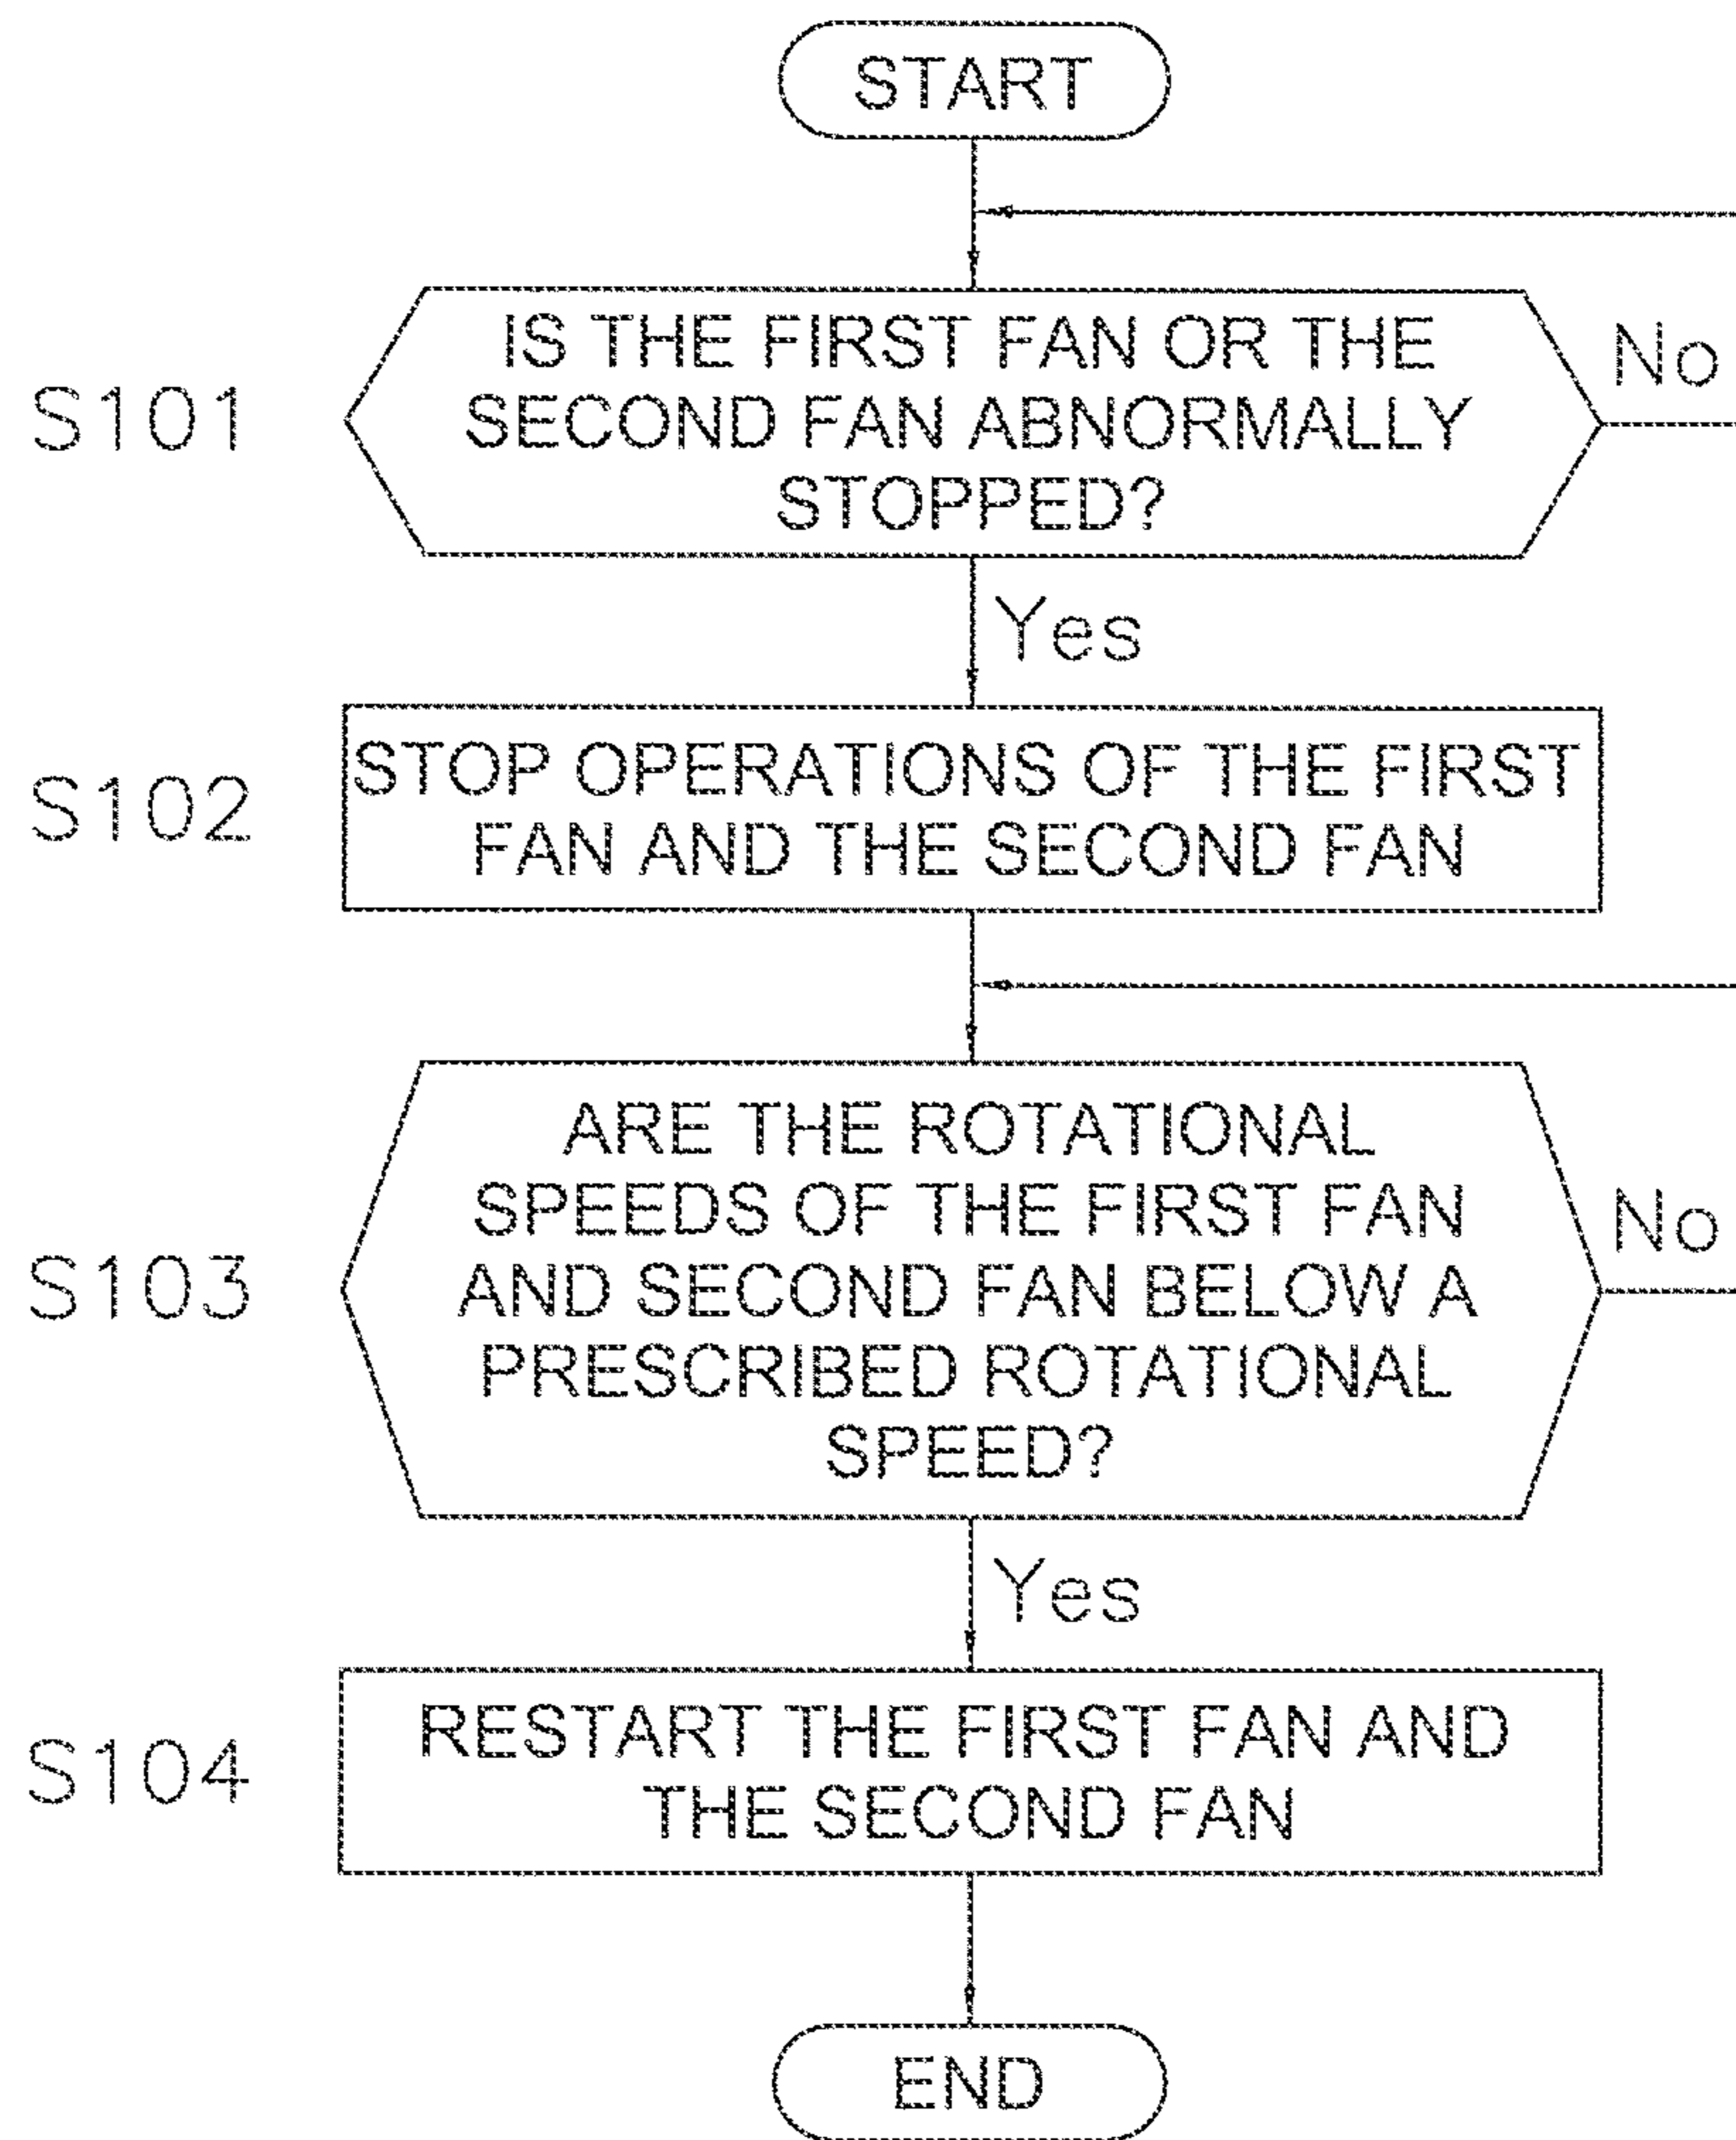 START
IS THE FIRST FAN OR THE
SECOND FAN ABNORMALLY
STOPPED?
No
S101
Yes
STOP OPERATIONS OF THE FIRST
FAN AND THE SECOND FAN
S102
ARE THE ROTATIONAL
SPEEDS OF THE FIRST FAN
AND SECOND FAN BELOW A
PRESCRIBED ROTATIONAL
SPEED?
No
S103
Yes
RESTART THE FIRST FAN AND
THE SECOND FAN
S104
END